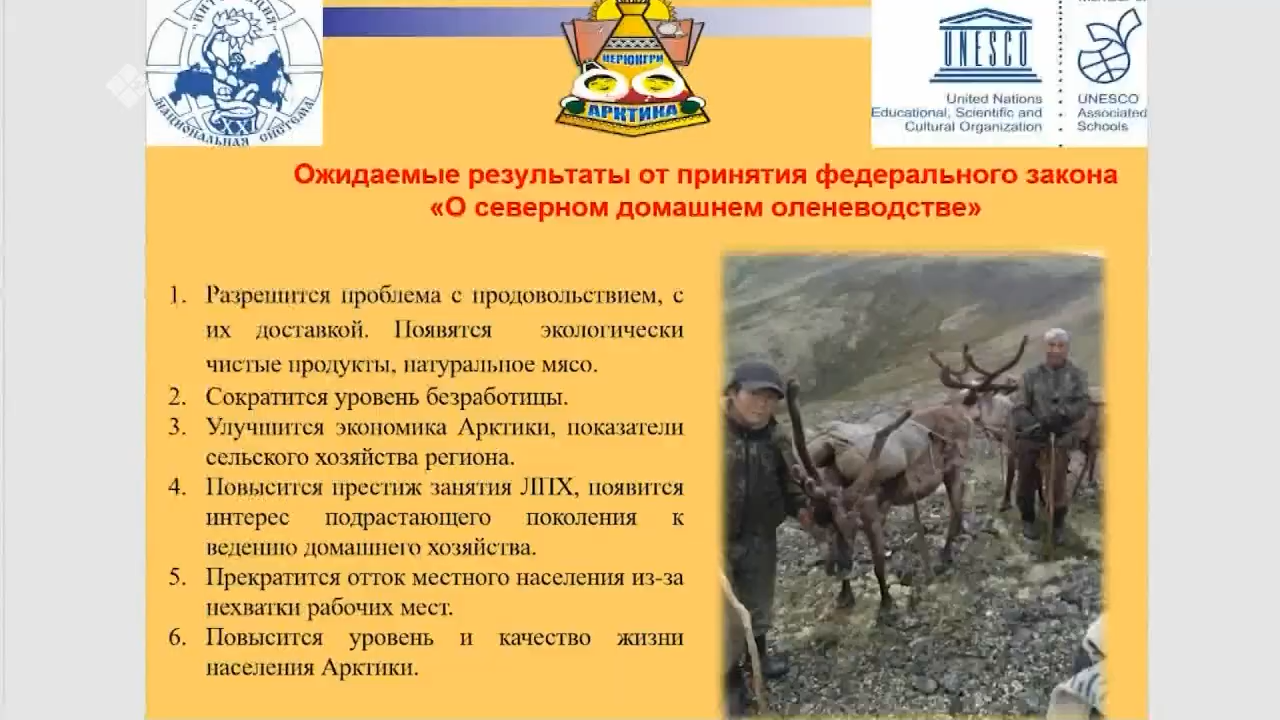 "ИНТЕГРАЦИЯ"
НАЦИОНАЛЬНАЯ СИСТЕМА
XXI
НЕРЮНГРИ
АРКТИКА
UNESCO
United Nations
Educational, Scientific and
Cultural Organization
UNESCO
Associated
Schools
Ожидаемые результаты от принятия федерального закона
«О северном домашнем оленеводстве»
1. Разрешится проблема с продовольствием, с
их доставкой. Появятся экологически
чистые продукты, натуральное мясо.
2. Сократится уровень безработицы.
3. Улучшится экономика Арктики, показатели
сельского хозяйства региона.
4. Повысится престиж занятия ЛПХ, появится
интерес подрастающего поколения к
ведению домашнего хозяйства.
5. Прекратится отток местного населения из-за
нехватки рабочих мест.
6. Повысится уровень и качество жизни
населения Арктики.